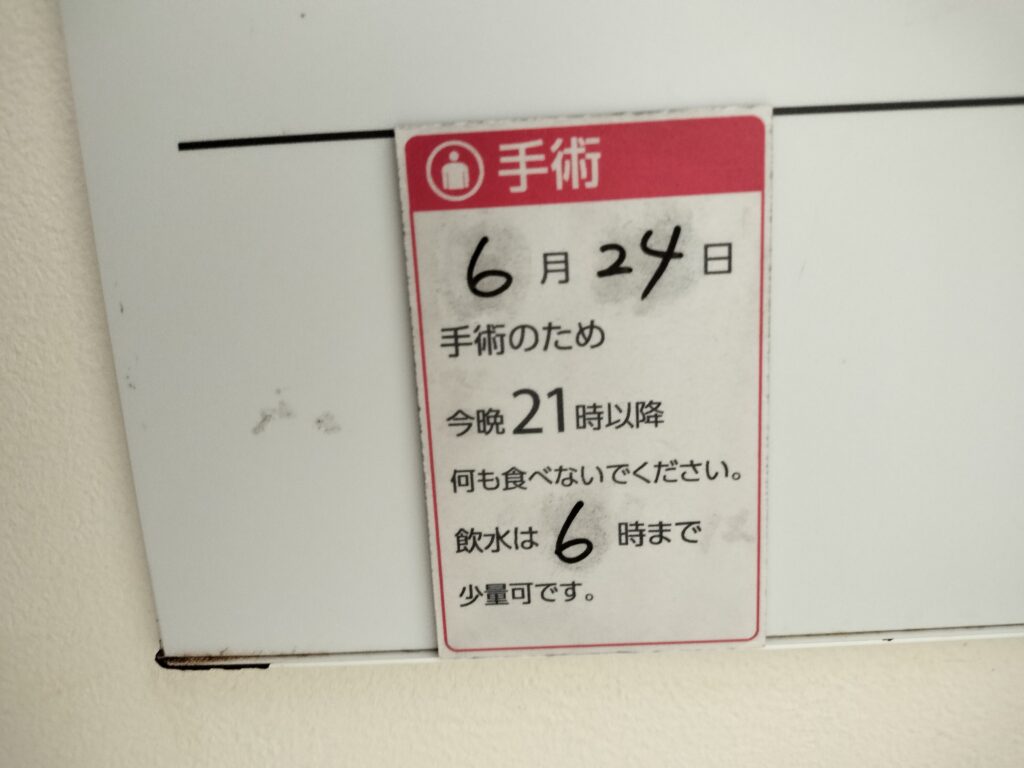 手術
6月24日
手術のため
今晩21時以降
何も食べないでください。
飲水は6時まで
少量可です。